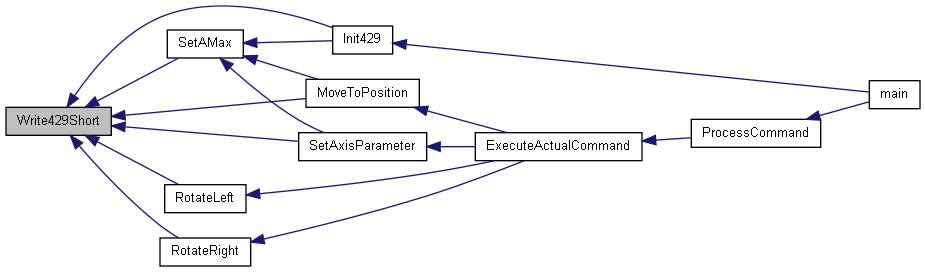 SetAMax
Init429
main
MoveToPosition
Write429Short
ProcessCommand
SetAxisParameter
ExecuteActualCommand
RotateLeft
RotateRight